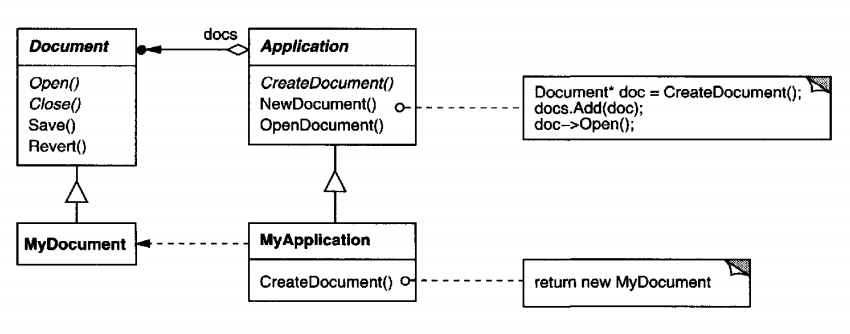 docs
Document
Open()
Close()
Save()
Revert()
Application
CreateDocument()
NewDocument()
OpenDocument()
Document* doc = CreateDocument();
docs.Add(doc);
doc->Open();
MyDocument
MyApplication
CreateDocument()
return new MyDocument